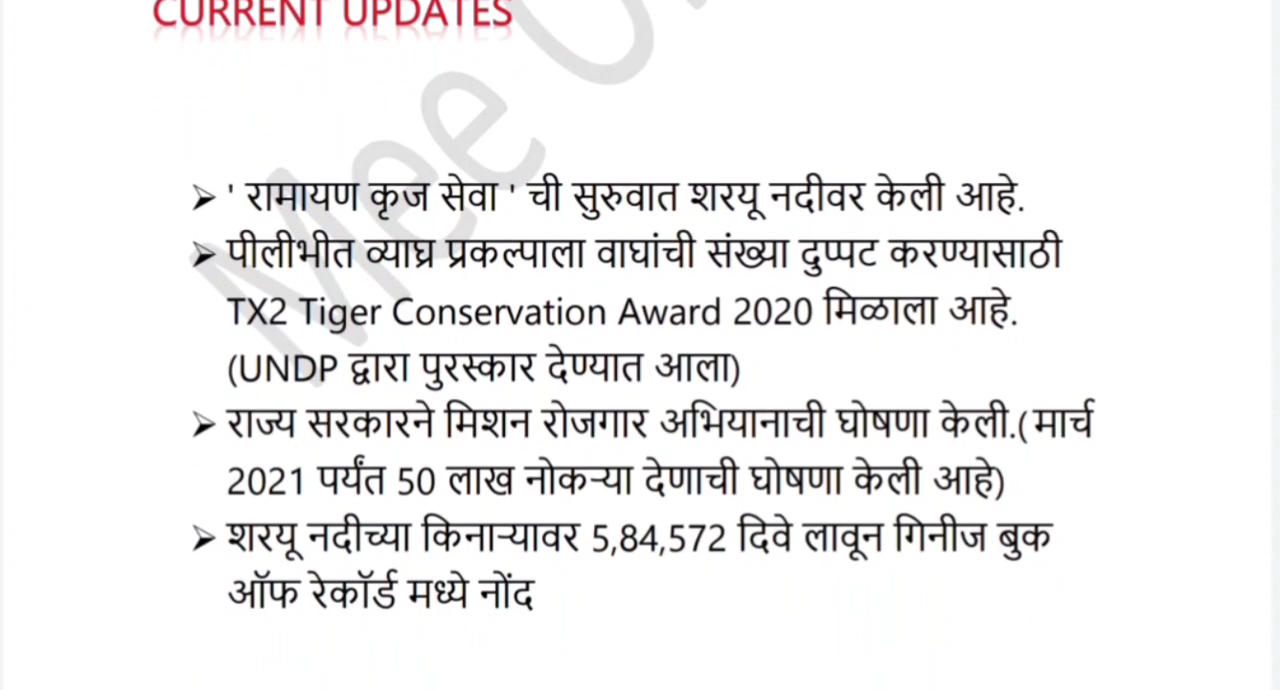 CURRENT UPDATES
➢ ' रामायण कृज सेवा ' ची सुरुवात शरयू नदीवर केली आहे.
➢ पीलीभीत व्याघ्र प्रकल्पाला वाघांची संख्या दुप्पट करण्यासाठी
TX2 Tiger Conservation Award 2020 मिळाला आहे.
(UNDP द्वारा पुरस्कार देण्यात आला)
➢ राज्य सरकारने मिशन रोजगार अभियानाची घोषणा केली.( मार्च
2021 पर्यंत 50 लाख नोकऱ्या देणाची घोषणा केली आहे)
➢ शरयू नदीच्या किनाऱ्यावर 5,84,572 दिवे लावून गिनीज बुक
ऑफ रेकॉर्ड मध्ये नोंद
Mee